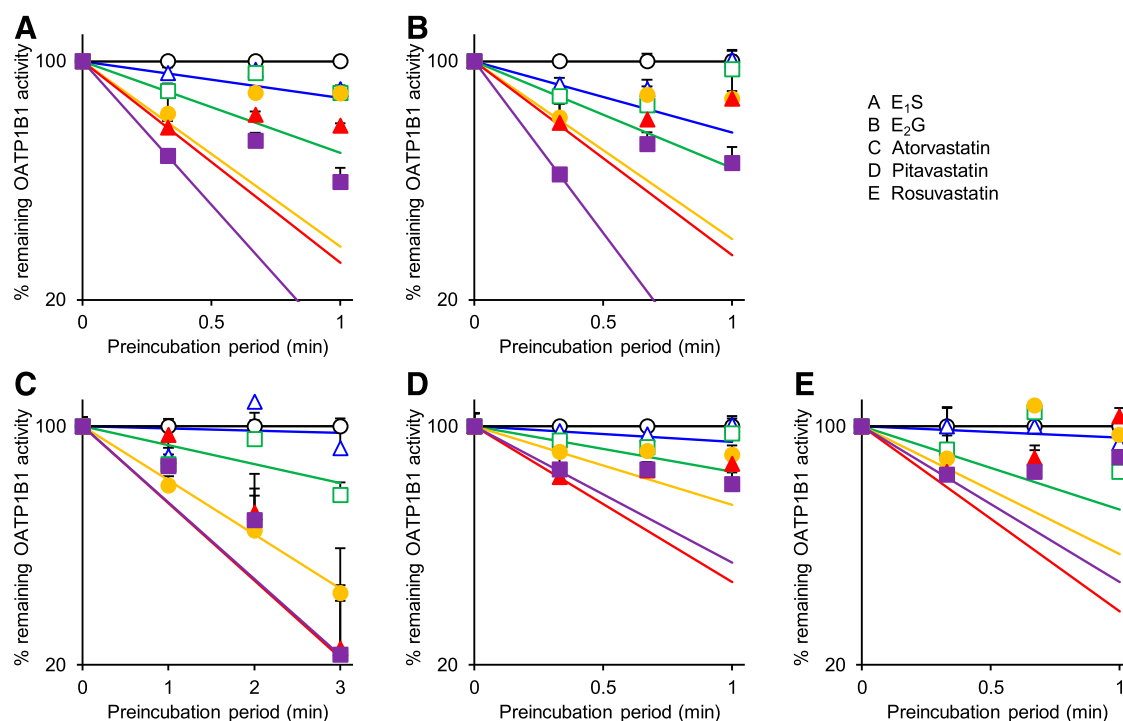 A
% remaining OATP1B1 activity
100
20
0
0.5
1
Preincubation period (min)
B
% remaining OATP1B1 activity
100
20
0
0.5
1
Preincubation period (min)
A E₁S
B E₂G
C Atorvastatin
D Pitavastatin
E Rosuvastatin
C
% remaining OATP1B1 activity
100
20
0
1
2
3
Preincubation period (min)
D
% remaining OATP1B1 activity
100
20
0
0.5
1
Preincubation period (min)
E
% remaining OATP1B1 activity
100
20
0
0.5
1
Preincubation period (min)